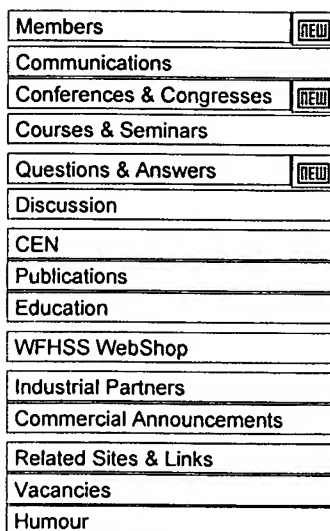 Members NEW
Communications
Conferences & Congresses NEW
Courses & Seminars
Questions & Answers NEW
Discussion
CEN
Publications
Education
WFHSS WebShop
Industrial Partners
Commercial Announcements
Related Sites & Links
Vacancies
Humour